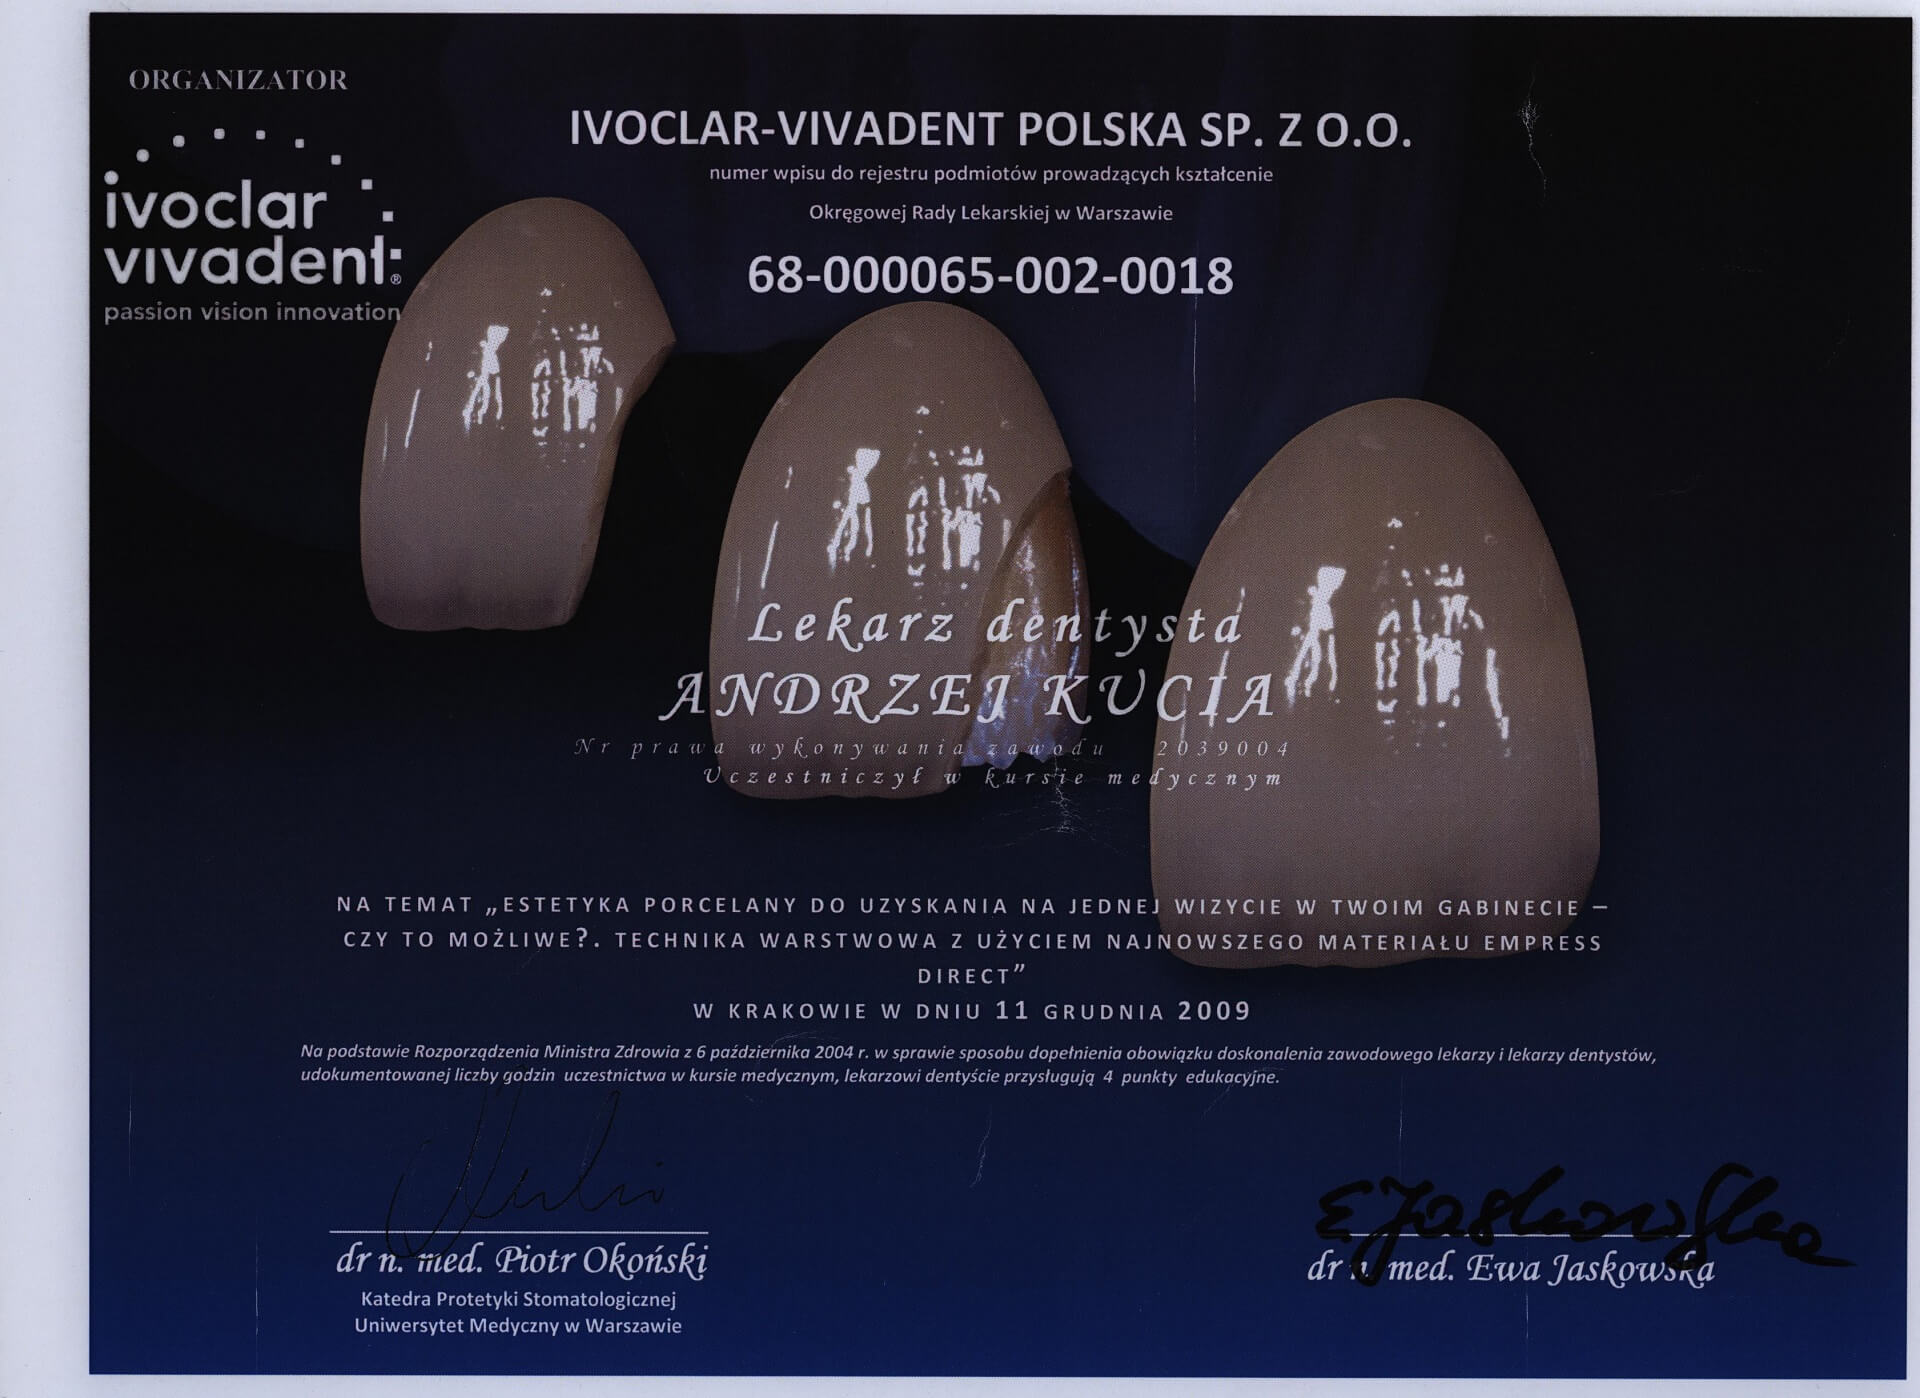 ORGANIZATOR
ivoclar
vivadent:®
passion vision innovation
IVOCLAR-VIVADENT POLSKA SP. Z O.O.
numer wpisu do rejestru podmiotów prowadzących kształcenie
Okręgowej Rady Lekarskiej w Warszawie
68-000065-002-0018
Lekarz dentysta
ANDRZEJ KUCIA
Nr prawa wykonywania zawodu 2039004
Uczestniczył w kursie medycznym
NA TEMAT „ESTETYKA PORCELANY DO UZYSKANIA NA JEDNEJ WIZYCIE W TWOIM GABINECIE –
CZY TO MOŻLIWE?. TECHNIKA WARSTWOWA Z UŻYCIEM NAJNOWSZEGO MATERIAŁU EMPRESS
DIRECT”
W KRAKOWIE W DNIU 11 GRUDNIA 2009
Na podstawie Rozporządzenia Ministra Zdrowia z 6 października 2004 r. w sprawie sposobu dopełnienia obowiązku doskonalenia zawodowego lekarzy i lekarzy dentystów,
udokumentowanej liczby godzin uczestnictwa w kursie medycznym, lekarzowi dentyście przysługują 4 punkty edukacyjne.
EJaskowska
dr n. med. Piotr Okoński
Katedra Protetyki Stomatologicznej
Uniwersytet Medyczny w Warszawie
dr n. med. Ewa Jaskowska